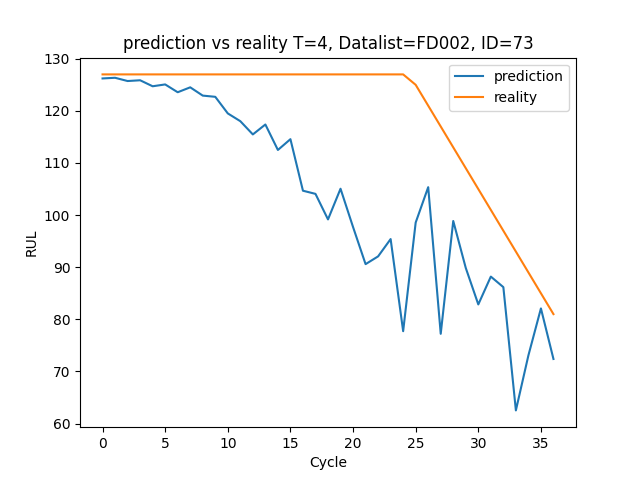 prediction vs reality T=4, Datalist=FD002, ID=73
130
120
110
100
90
80
70
60
RUL
prediction
reality
0 5 10 15 20 25 30 35
Cycle